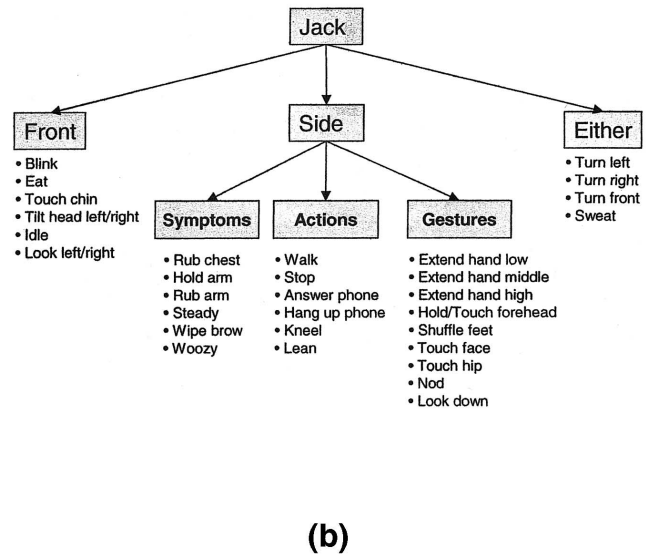 Jack
Front
• Blink
• Eat
• Touch chin
• Tilt head left/right
• Idle
• Look left/right
Side
Symptoms
• Rub chest
• Hold arm
• Rub arm
• Steady
• Wipe brow
• Woozy
Actions
• Walk
• Stop
• Answer phone
• Hang up phone
• Kneel
• Lean
Gestures
• Extend hand low
• Extend hand middle
• Extend hand high
• Hold/Touch forehead
• Shuffle feet
• Touch face
• Touch hip
• Nod
• Look down
Either
• Turn left
• Turn right
• Turn front
• Sweat
(b)